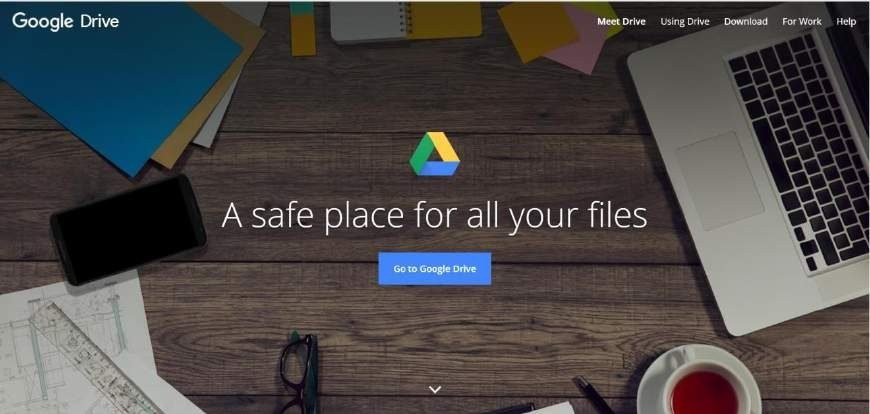 Google Drive
Meet Drive Using Drive Download For Work Help
A safe place for all your files
Go to Google Drive